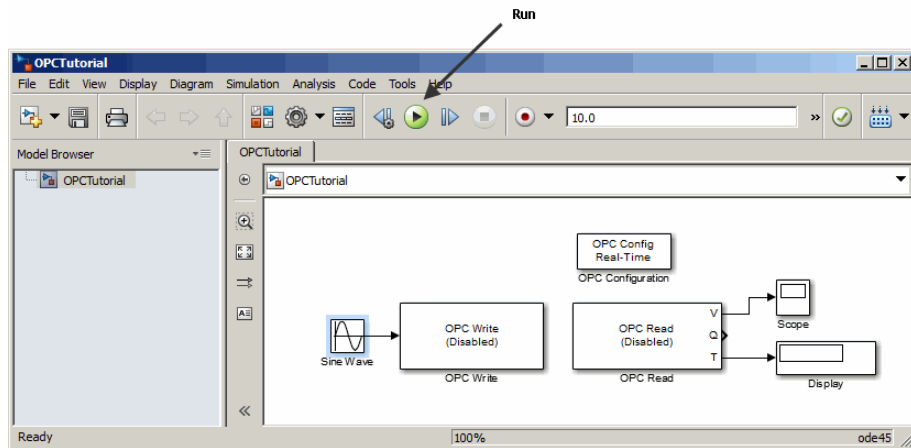 Run
OPCTutorial
File Edit View Display Diagram Simulation Analysis Code Tools Help
10.0
»
Model Browser
OPCTutorial
OPCTutorial
OPCTutorial
OPC Config
Real-Time
OPC Configuration
OPC Write
(Disabled)
OPC Write
Sine Wave
OPC Read
(Disabled)
V
Q
T
OPC Read
Scope
Display
Ready 100% ode45